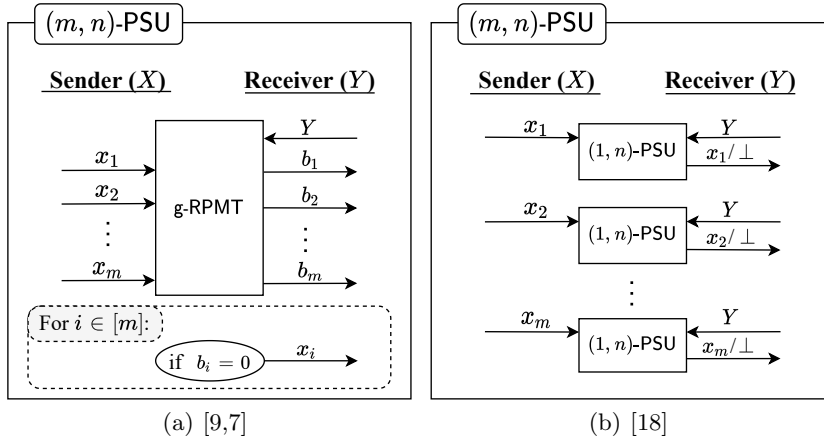 (m, n)-PSU
Sender (X) Receiver (Y)
Y
x₁ b₁
x₂ g-RPMT b₂
⋮ ⋮
xₘ bₘ
For i ∈ [m]:
if bᵢ = 0 xᵢ
(a) [9,7]
(m, n)-PSU
Sender (X) Receiver (Y)
x₁ (1, n)-PSU Y
x₁/⊥
x₂ (1, n)-PSU Y
x₂/⊥
⋮
xₘ (1, n)-PSU Y
xₘ/⊥
(b) [18]